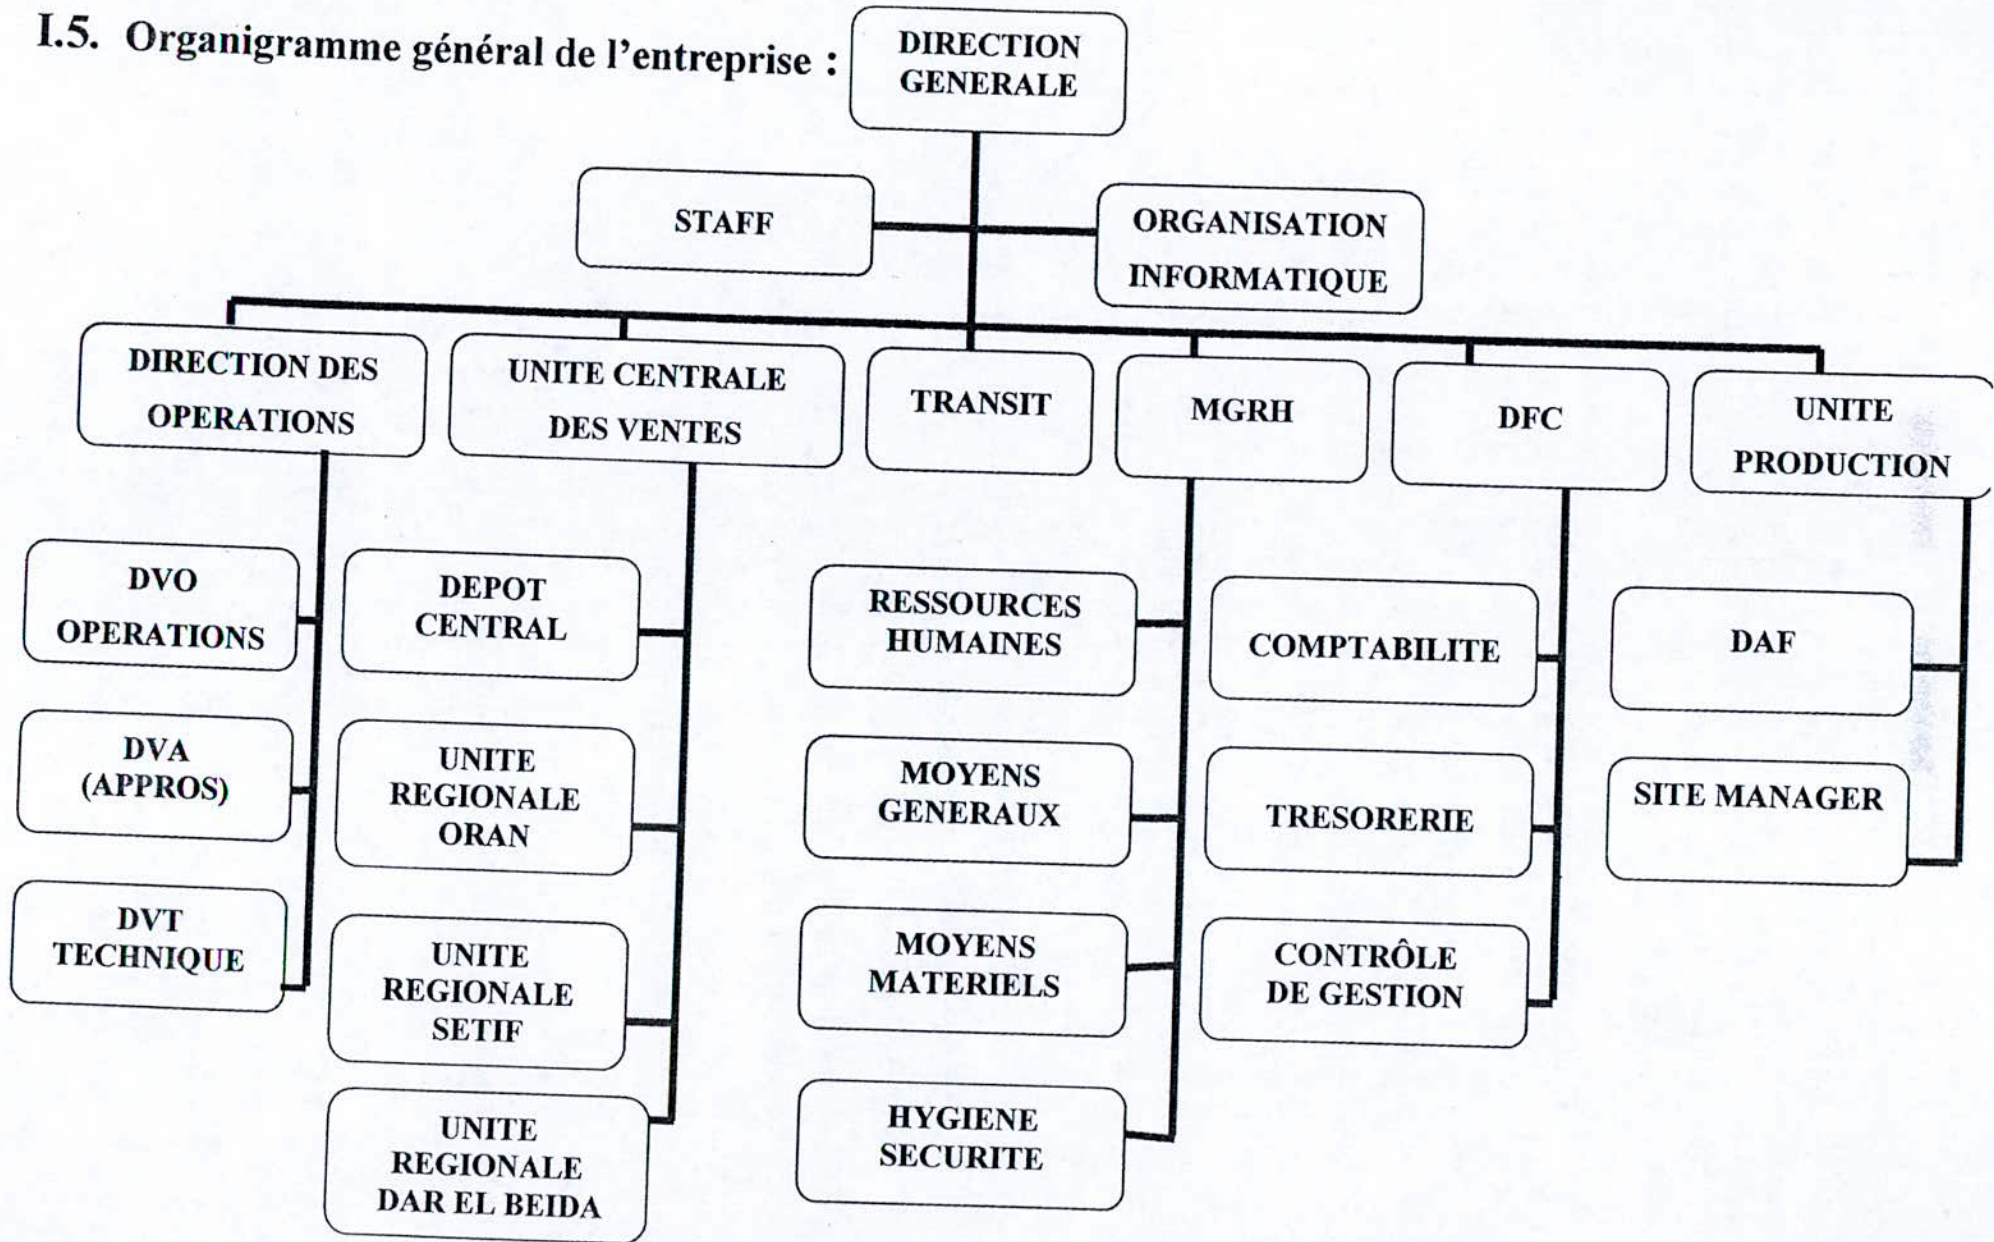 I.5. Organigramme général de l'entreprise :
DIRECTION
GENERALE
STAFF
ORGANISATION
INFORMATIQUE
DIRECTION DES
OPERATIONS
UNITE CENTRALE
DES VENTES
TRANSIT
MGRH
DFC
UNITE
PRODUCTION
DVO
OPERATIONS
DVA
(APPROS)
DVT
TECHNIQUE
DEPOT
CENTRAL
UNITE
REGIONALE
ORAN
UNITE
REGIONALE
SETIF
UNITE
REGIONALE
DAR EL BEIDA
RESSOURCES
HUMAINES
MOYENS
GENERAUX
MOYENS
MATERIELS
HYGIENE
SECURITE
COMPTABILITE
TRESORERIE
CONTRÔLE
DE GESTION
DAF
SITE MANAGER